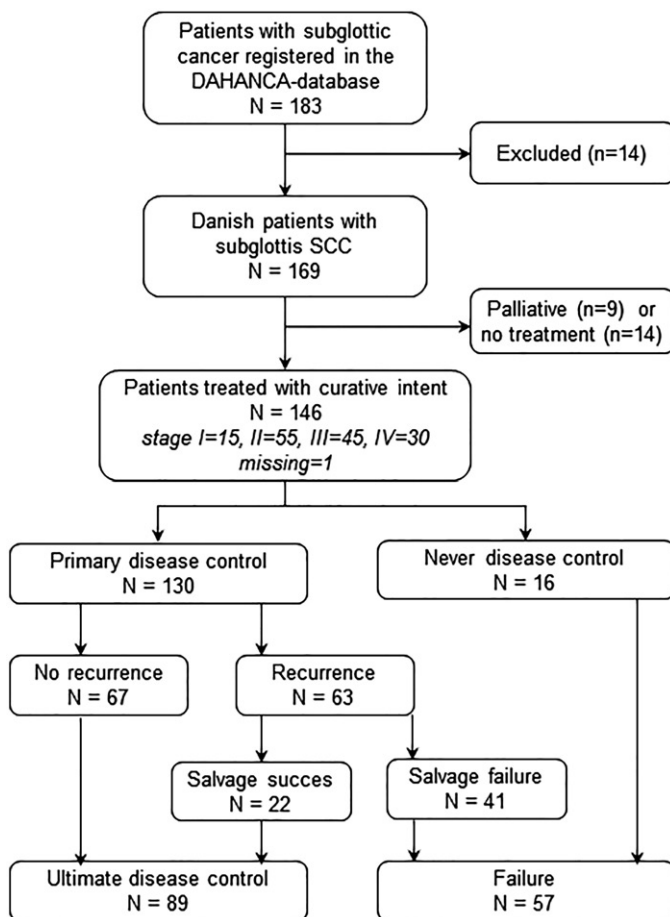 Patients with subglottic
cancer registered in the
DAHANCA-database
N = 183
Excluded (n=14)
Danish patients with
subglottis SCC
N = 169
Palliative (n=9) or
no treatment (n=14)
Patients treated with curative intent
N = 146
stage I=15, II=55, III=45, IV=30
missing=1
Primary disease control
N = 130
Never disease control
N = 16
No recurrence
N = 67
Recurrence
N = 63
Salvage succes
N = 22
Salvage failure
N = 41
Ultimate disease control
N = 89
Failure
N = 57